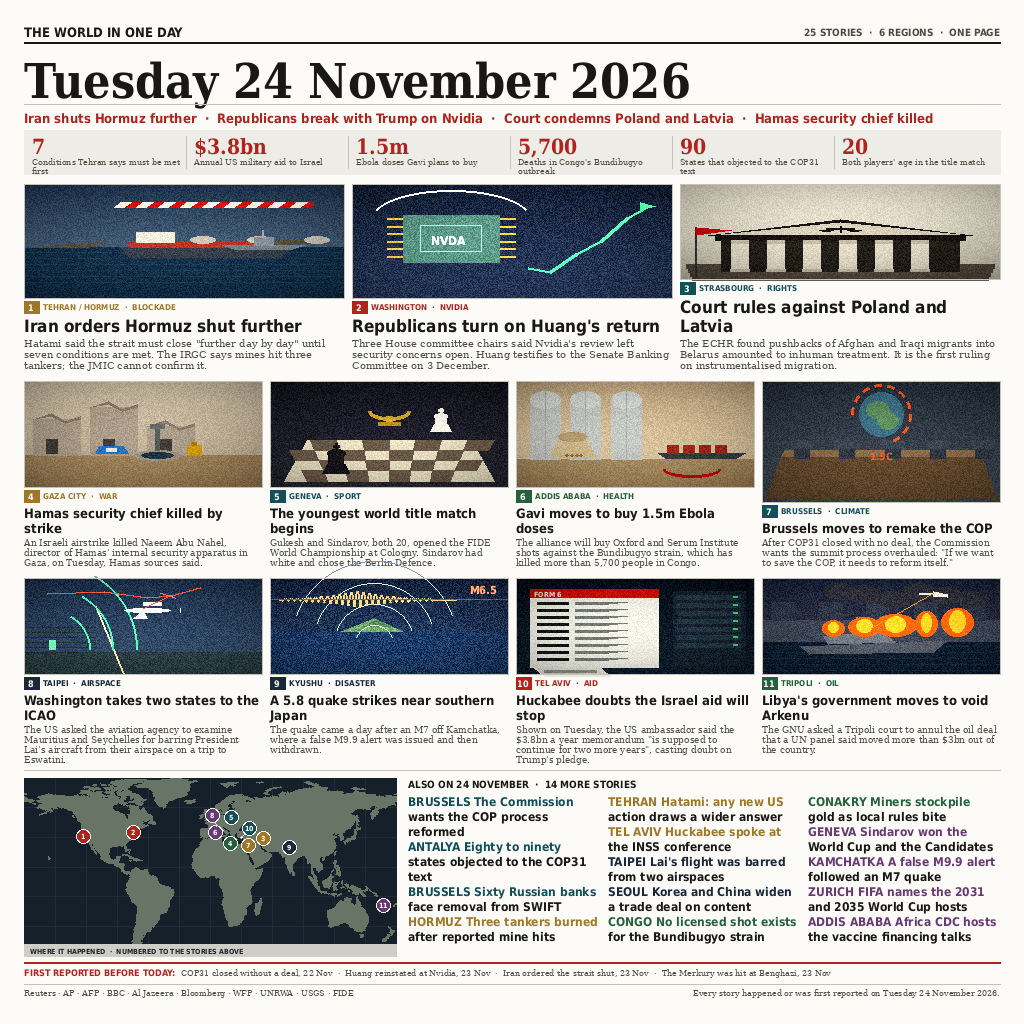 THE WORLD IN ONE DAY
25 STORIES · 6 REGIONS · ONE PAGE
Tuesday 24 November 2026
Iran shuts Hormuz further · Republicans break with Trump on Nvidia · Court condemns Poland and Latvia · Hamas security chief killed
7
Conditions Tehran says must be met
first
$3.8bn
Annual US military aid to Israel
1.5m
Ebola doses Gavi plans to buy
5,700
Deaths in Congo's Bundibugyo
outbreak
90
States that objected to the COP31
text
20
Both players' age in the title match
NVDA
1 TEHRAN / HORMUZ · BLOCKADE
Iran orders Hormuz shut further
Hatami said the strait must close "further day by day" until
seven conditions are met. The IRGC says mines hit three
tankers; the JMIC cannot confirm it.
2 WASHINGTON · NVIDIA
Republicans turn on Huang's return
Three House committee chairs said Nvidia's review left
security concerns open. Huang testifies to the Senate Banking
Committee on 3 December.
3 STRASBOURG · RIGHTS
Court rules against Poland and
Latvia
The ECHR found pushbacks of Afghan and Iraqi migrants into
Belarus amounted to inhuman treatment. It is the first ruling
on instrumentalised migration.
4 GAZA CITY · WAR
Hamas security chief killed by
strike
An Israeli airstrike killed Naeem Abu Nahel,
director of Hamas' internal security apparatus in
Gaza, on Tuesday, Hamas sources said.
5 GENEVA · SPORT
The youngest world title match
begins
Gukesh and Sindarov, both 20, opened the FIDE
World Championship at Cologny. Sindarov had
white and chose the Berlin Defence.
6 ADDIS ABABA · HEALTH
Gavi moves to buy 1.5m Ebola
doses
The alliance will buy Oxford and Serum Institute
shots against the Bundibugyo strain, which has
killed more than 5,700 people in Congo.
1.5C
7 BRUSSELS · CLIMATE
Brussels moves to remake the COP
After COP31 closed with no deal, the Commission
wants the summit process overhauled: "If we want
to save the COP, it needs to reform itself."
8 TAIPEI · AIRSPACE
Washington takes two states to the
ICAO
The US asked the aviation agency to examine
Mauritius and Seychelles for barring President
Lai's aircraft from their airspace on a trip to
Eswatini.
M6.5
9 KYUSHU · DISASTER
A 5.8 quake strikes near southern
Japan
The quake came a day after an M7 off Kamchatka,
where a false M9.9 alert was issued and then
withdrawn.
FORM 6
10 TEL AVIV · AID
Huckabee doubts the Israel aid will
stop
Shown on Tuesday, the US ambassador said the
$3.8bn a year memorandum "is supposed to
continue for two more years", casting doubt on
Trump's pledge.
11 TRIPOLI · OIL
Libya's government moves to void
Arkenu
The GNU asked a Tripoli court to annul the oil deal
that a UN panel said moved more than $3bn out of
the country.
1
2
8
5
6
10
3
4
7
9
11
WHERE IT HAPPENED · NUMBERED TO THE STORIES ABOVE
ALSO ON 24 NOVEMBER · 14 MORE STORIES
BRUSSELS The Commission
wants the COP process
reformed
ANTALYA Eighty to ninety
states objected to the COP31
text
BRUSSELS Sixty Russian banks
face removal from SWIFT
HORMUZ Three tankers burned
after reported mine hits
TEHRAN Hatami: any new US
action draws a wider answer
TEL AVIV Huckabee spoke at
the INSS conference
TAIPEI Lai's flight was barred
from two airspaces
SEOUL Korea and China widen
a trade deal on content
CONGO No licensed shot exists
for the Bundibugyo strain
CONAKRY Miners stockpile
gold as local rules bite
GENEVA Sindarov won the
World Cup and the Candidates
KAMCHATKA A false M9.9 alert
followed an M7 quake
ZURICH FIFA names the 2031
and 2035 World Cup hosts
ADDIS ABABA Africa CDC hosts
the vaccine financing talks
FIRST REPORTED BEFORE TODAY: COP31 closed without a deal, 22 Nov · Huang reinstated at Nvidia, 23 Nov · Iran ordered the strait shut, 23 Nov · The Merkury was hit at Benghazi, 23 Nov
Reuters · AP · AFP · BBC · Al Jazeera · Bloomberg · WFP · UNRWA · USGS · FIDE
Every story happened or was first reported on Tuesday 24 November 2026.